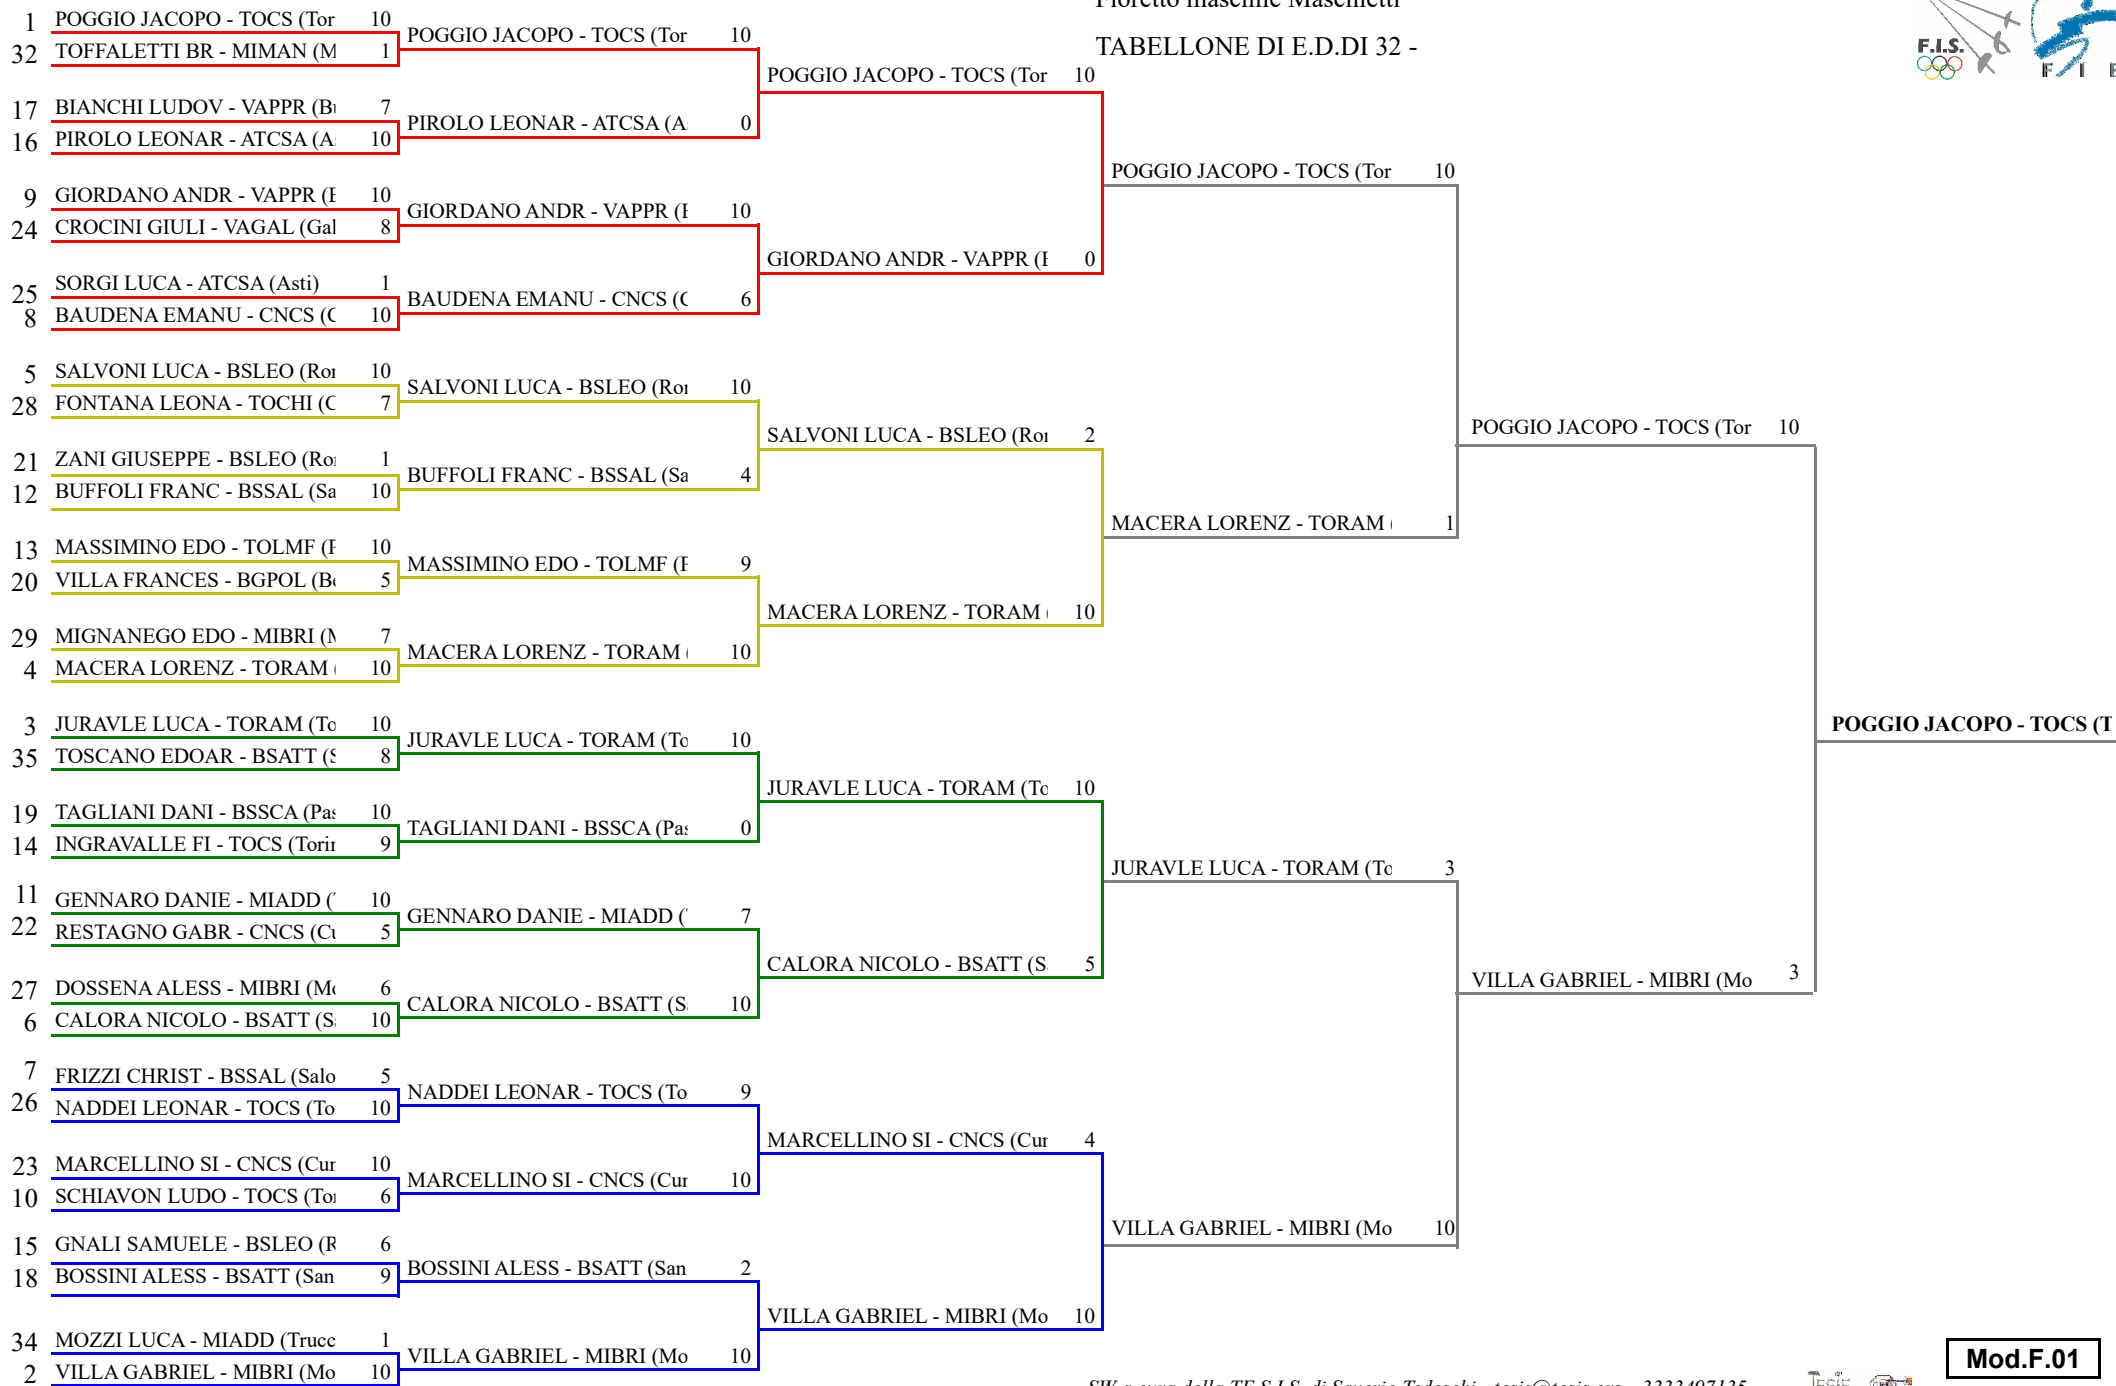 TABELLONE DI E.D.DI 32 -
F.I.S.
F I E
1 POGGIO JACOPO - TOCS (Tor 10
32 TOFFALETTI BR - MIMAN (M 1
17 BIANCHI LUDOV - VAPPR (B 7
16 PIROLO LEONAR - ATCSA (A 10
9 GIORDANO ANDR - VAPPR ( 10
24 CROCINI GIULI - VAGAL (Gal 8
25 SORGI LUCA - ATCSA (Asti) 1
8 BAUDENA EMANU - CNCS (C 10
5 SALVONI LUCA - BSLEO (Ro 10
28 FONTANA LEONA - TOCHI (C 7
21 ZANI GIUSEPPE - BSLEO (Ro 1
12 BUFFOLI FRANC - BSSAL (Sa 10
13 MASSIMINO EDO - TOLMF ( 10
20 VILLA FRANCES - BGPOL (B 5
29 MIGNANEGO EDO - MIBRI ( 7
4 MACERA LORENZ - TORAM ( 10
3 JURAVLE LUCA - TORAM (To 10
35 TOSCANO EDOAR - BSATT (S 8
19 TAGLIANI DANI - BSSCA (Pas 10
14 INGRAVALLE FI - TOCS (Tori 9
11 GENNARO DANIE - MIADD ( 10
22 RESTAGNO GABR - CNCS (C 5
27 DOSSENA ALESS - MIBRI (M 6
6 CALORA NICOLO - BSATT (S 10
7 FRIZZI CHRIST - BSSAL (Salo 5
26 NADDEI LEONAR - TOCS (To 10
23 MARCELLINO SI - CNCS (Cu 10
10 SCHIAVON LUDO - TOCS (To 6
15 GNALI SAMUELE - BSLEO (R 6
18 BOSSINI ALESS - BSATT (San 9
34 MOZZI LUCA - MIADD (Trucc 1
2 VILLA GABRIEL - MIBRI (Mo 10
POGGIO JACOPO - TOCS (Tor 10
PIROLO LEONAR - ATCSA (A 0
GIORDANO ANDR - VAPPR ( 10
BAUDENA EMANU - CNCS (C 6
SALVONI LUCA - BSLEO (Ro 10
BUFFOLI FRANC - BSSAL (Sa 4
MASSIMINO EDO - TOLMF ( 9
MACERA LORENZ - TORAM ( 10
JURAVLE LUCA - TORAM (To 10
TAGLIANI DANI - BSSCA (Pas 0
GENNARO DANIE - MIADD ( 7
CALORA NICOLO - BSATT (S 10
NADDEI LEONAR - TOCS (To 9
MARCELLINO SI - CNCS (Cu 10
BOSSINI ALESS - BSATT (San 2
VILLA GABRIEL - MIBRI (Mo 10
POGGIO JACOPO - TOCS (Tor 10
GIORDANO ANDR - VAPPR ( 0
SALVONI LUCA - BSLEO (Ro 2
MACERA LORENZ - TORAM ( 10
JURAVLE LUCA - TORAM (To 10
CALORA NICOLO - BSATT (S 5
MARCELLINO SI - CNCS (Cu 4
VILLA GABRIEL - MIBRI (Mo 10
POGGIO JACOPO - TOCS (Tor 10
MACERA LORENZ - TORAM ( 1
JURAVLE LUCA - TORAM (To 3
VILLA GABRIEL - MIBRI (Mo 10
POGGIO JACOPO - TOCS (Tor 10
VILLA GABRIEL - MIBRI (Mo 3
POGGIO JACOPO - TOCS (T
Mod.F.01